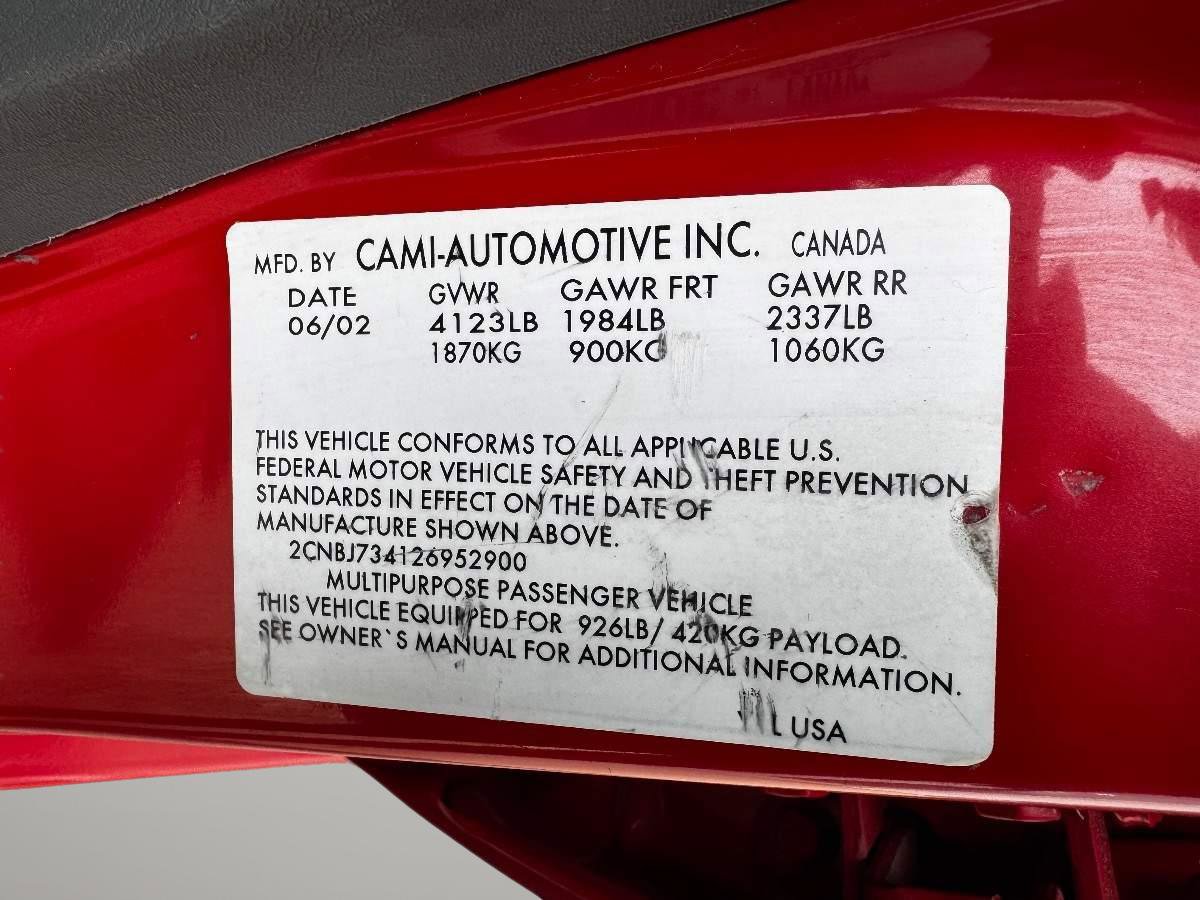 MFD. BY CAMI-AUTOMOTIVE INC. CANADA
DATE GVWR GAWR FRT GAWR RR
06/02 4123LB 1984LB 2337LB
1870KG 900KG 1060KG
THIS VEHICLE CONFORMS TO ALL APPLICABLE U.S.
FEDERAL MOTOR VEHICLE SAFETY AND THEFT PREVENTION
STANDARDS IN EFFECT ON THE DATE OF
MANUFACTURE SHOWN ABOVE.
2CNBJ734126952900
MULTIPURPOSE PASSENGER VEHICLE
THIS VEHICLE EQUIPPED FOR 926LB/ 420KG PAYLOAD.
SEE OWNER`S MANUAL FOR ADDITIONAL INFORMATION.
L USA